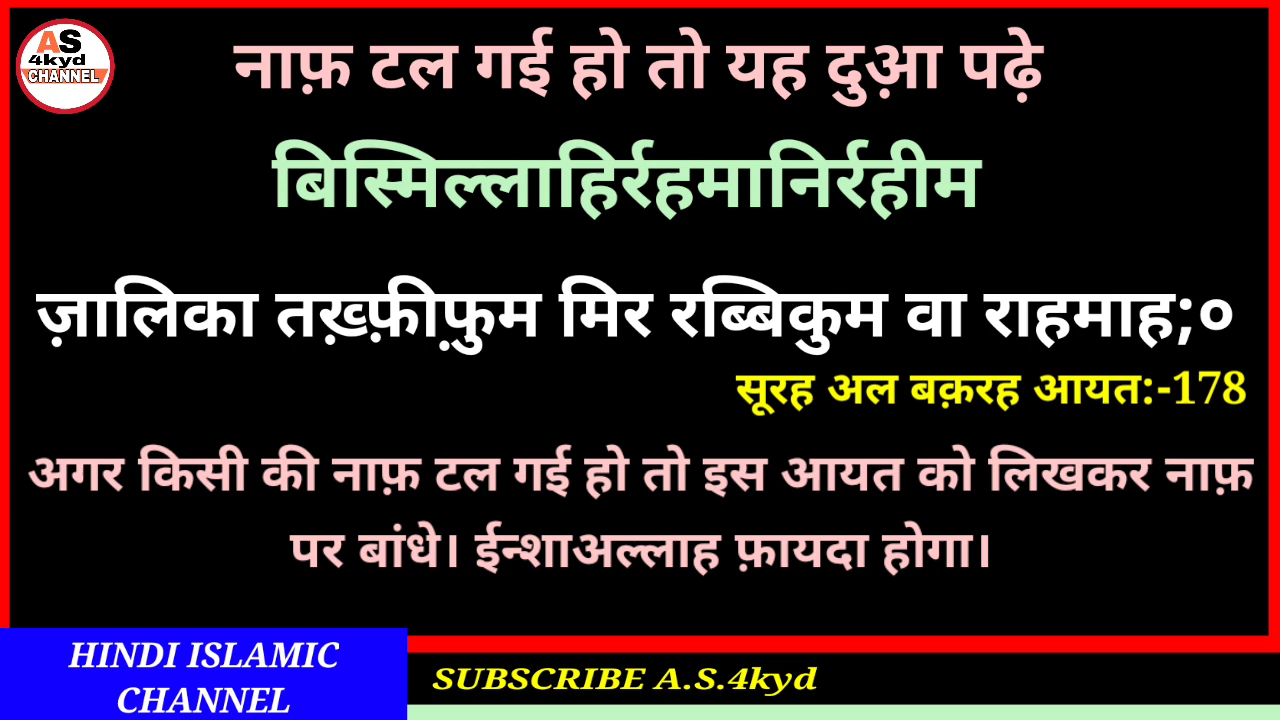 AS
4kyd
CHANNEL
नाफ़ टल गई हो तो यह दुआ़ पढ़े
बिस्मिल्लाहिर्रहमानिर्रहीम
ज़ालिका तख़्फ़ीफ़ुम मिर रब्बिकुम वा राहमाह;०
सूरह अल बक़रह आयत:-178
अगर किसी की नाफ़ टल गई हो तो इस आयत को लिखकर नाफ़
पर बांधे। ईन्शाअल्लाह फ़ायदा होगा।
HINDI ISLAMIC
CHANNEL
SUBSCRIBE A.S.4kyd